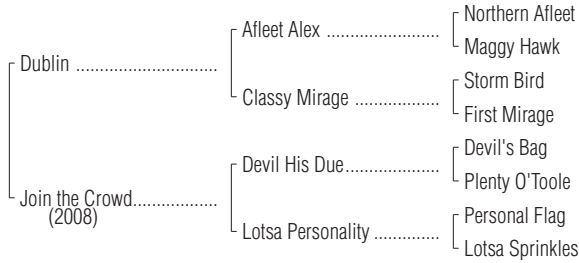 Northern Afleet
Afleet Alex ........................
Maggy Hawk
Dublin ..............................
Storm Bird
Classy Mirage ..................
First Mirage
Devil's Bag
Devil His Due....................
Plenty O'Toole
Join the Crowd..................
(2008)
Personal Flag
Lotsa Personality ..............
Lotsa Sprinkles